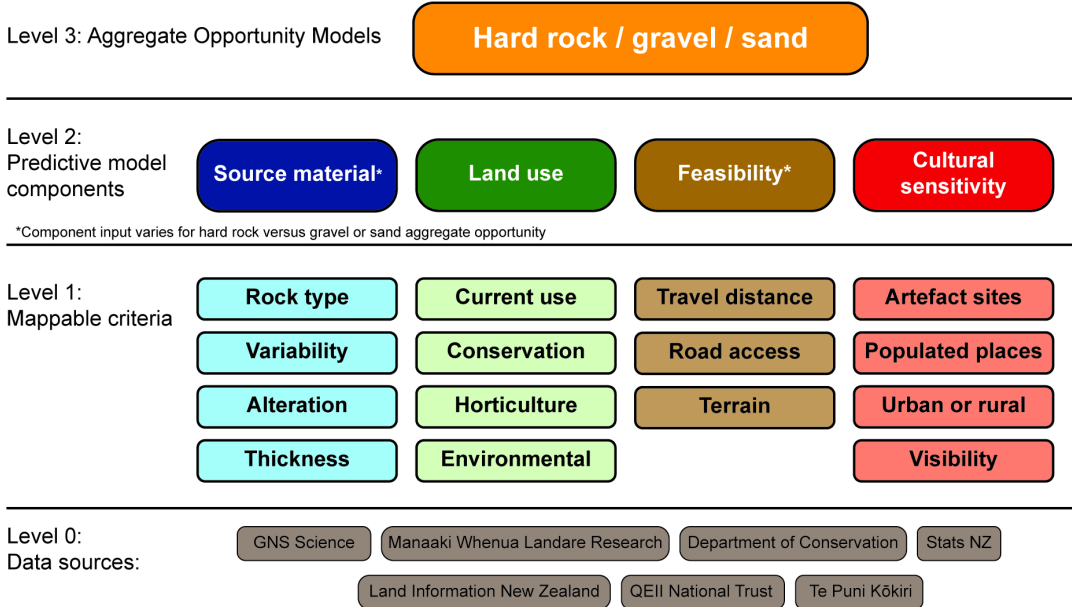 Level 3: Aggregate Opportunity Models
Hard rock / gravel / sand
Level 2:
Predictive model
components
Source material*
Land use
Feasibility*
Cultural
sensitivity
*Component input varies for hard rock versus gravel or sand aggregate opportunity
Level 1:
Mappable criteria
Rock type
Current use
Travel distance
Artefact sites
Variability
Conservation
Road access
Populated places
Alteration
Horticulture
Terrain
Urban or rural
Thickness
Environmental
Visibility
Level 0:
Data sources:
GNS Science
Manaaki Whenua Landare Research
Department of Conservation
Stats NZ
Land Information New Zealand
QEII National Trust
Te Puni Kōkiri